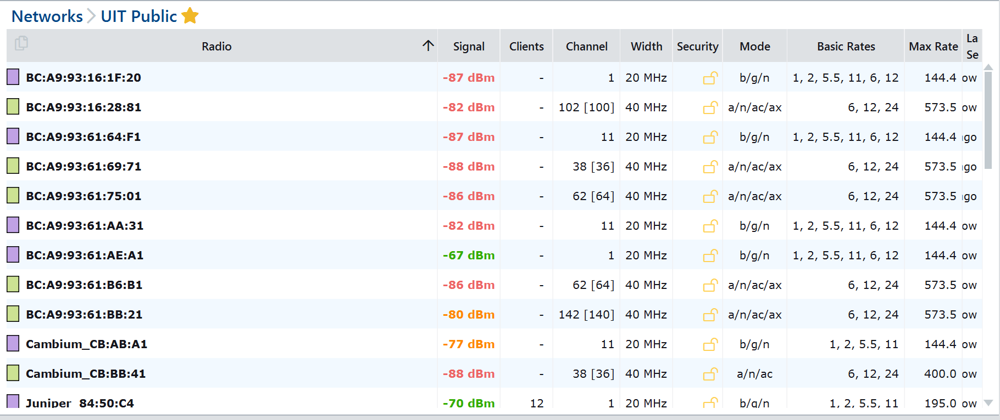 Networks > UIT Public
Radio Signal Clients Channel Width Security Mode Basic Rates Max Rate La Se
BC:A9:93:16:1F:20 -87 dBm - 1 20 MHz b/g/n 1, 2, 5.5, 11, 6, 12 144.4 ow
BC:A9:93:16:28:81 -82 dBm - 102 [100] 40 MHz a/n/ac/ax 6, 12, 24 573.5 ow
BC:A9:93:61:64:F1 -87 dBm - 11 20 MHz b/g/n 1, 2, 5.5, 11, 6, 12 144.4 go
BC:A9:93:61:69:71 -88 dBm - 38 [36] 40 MHz a/n/ac/ax 6, 12, 24 573.5 go
BC:A9:93:61:75:01 -86 dBm - 62 [64] 40 MHz a/n/ac/ax 6, 12, 24 573.5 go
BC:A9:93:61:AA:31 -82 dBm - 11 20 MHz b/g/n 1, 2, 5.5, 11, 6, 12 144.4 ow
BC:A9:93:61:AE:A1 -67 dBm - 1 20 MHz b/g/n 1, 2, 5.5, 11, 6, 12 144.4 ow
BC:A9:93:61:B6:B1 -86 dBm - 62 [64] 40 MHz a/n/ac/ax 6, 12, 24 573.5 ow
BC:A9:93:61:BB:21 -80 dBm - 142 [140] 40 MHz a/n/ac/ax 6, 12, 24 573.5 ow
Cambium_CB:AB:A1 -77 dBm - 11 20 MHz b/g/n 1, 2, 5.5, 11 144.4 ow
Cambium_CB:BB:41 -88 dBm - 38 [36] 40 MHz a/n/ac 6, 12, 24 400.0 ow
Juniper_84:50:C4 -70 dBm 12 1 20 MHz b/g/n 1, 2, 5.5, 11 195.0 ow